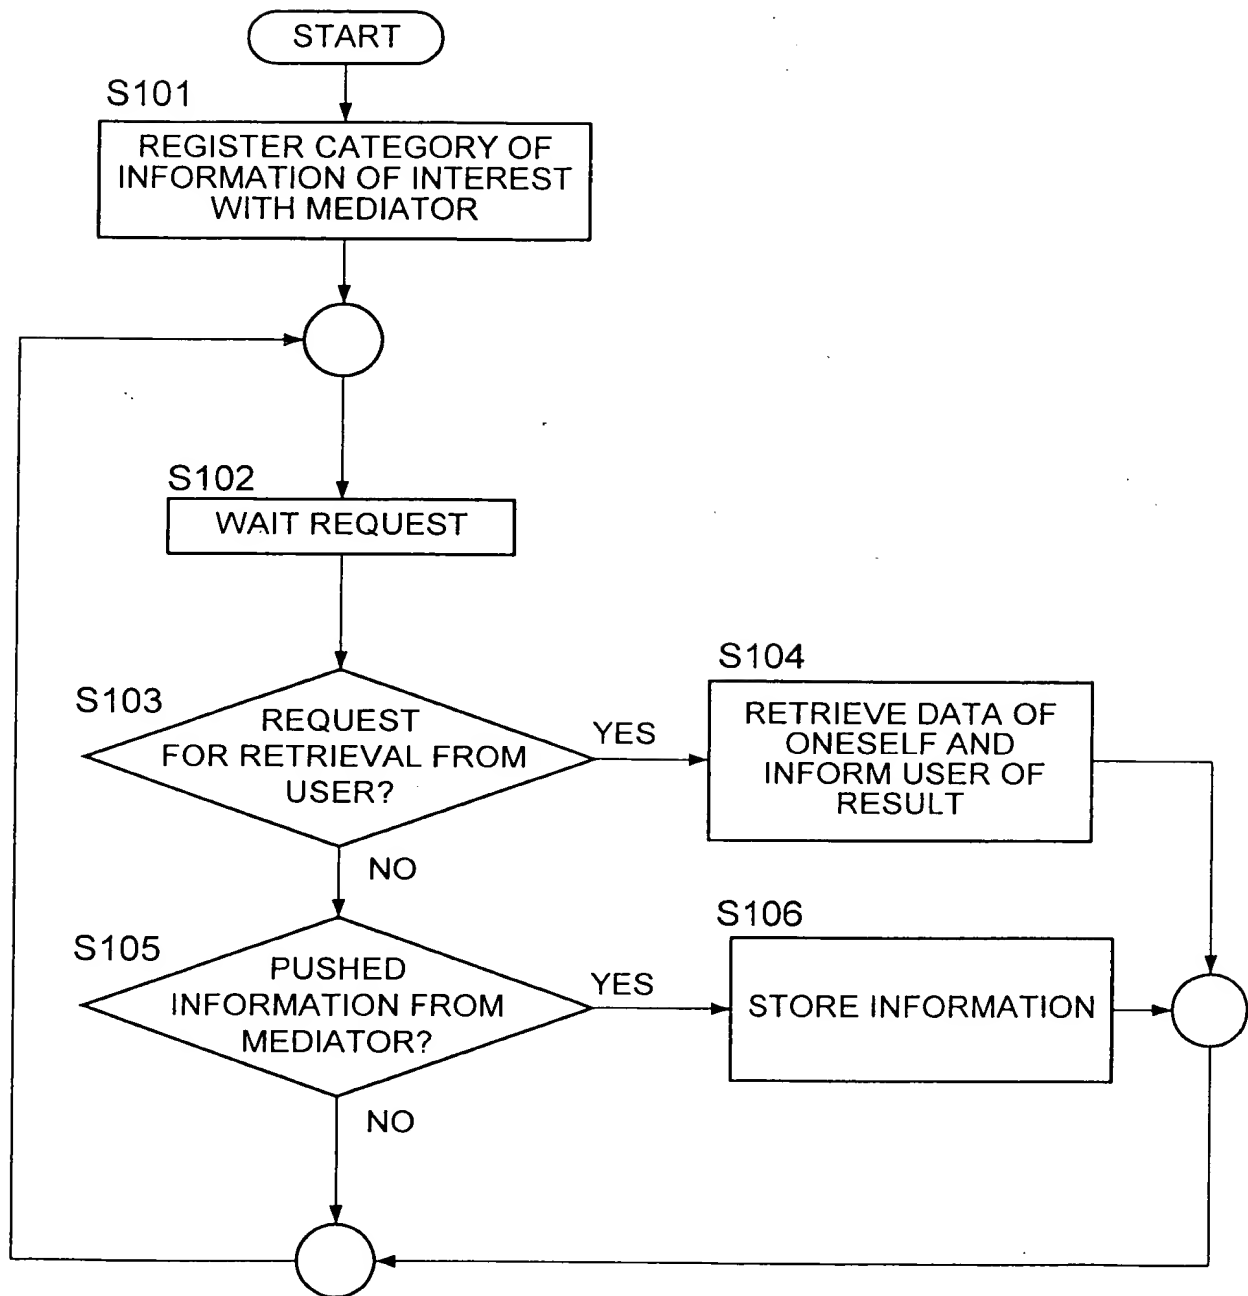 START
S101
REGISTER CATEGORY OF
INFORMATION OF INTEREST
WITH MEDIATOR
S102
WAIT REQUEST
S103
REQUEST
FOR RETRIEVAL FROM
USER?
YES
S104
RETRIEVE DATA OF
ONESELF AND
INFORM USER OF
RESULT
NO
S105
PUSHED
INFORMATION FROM
MEDIATOR?
YES
S106
STORE INFORMATION
NO